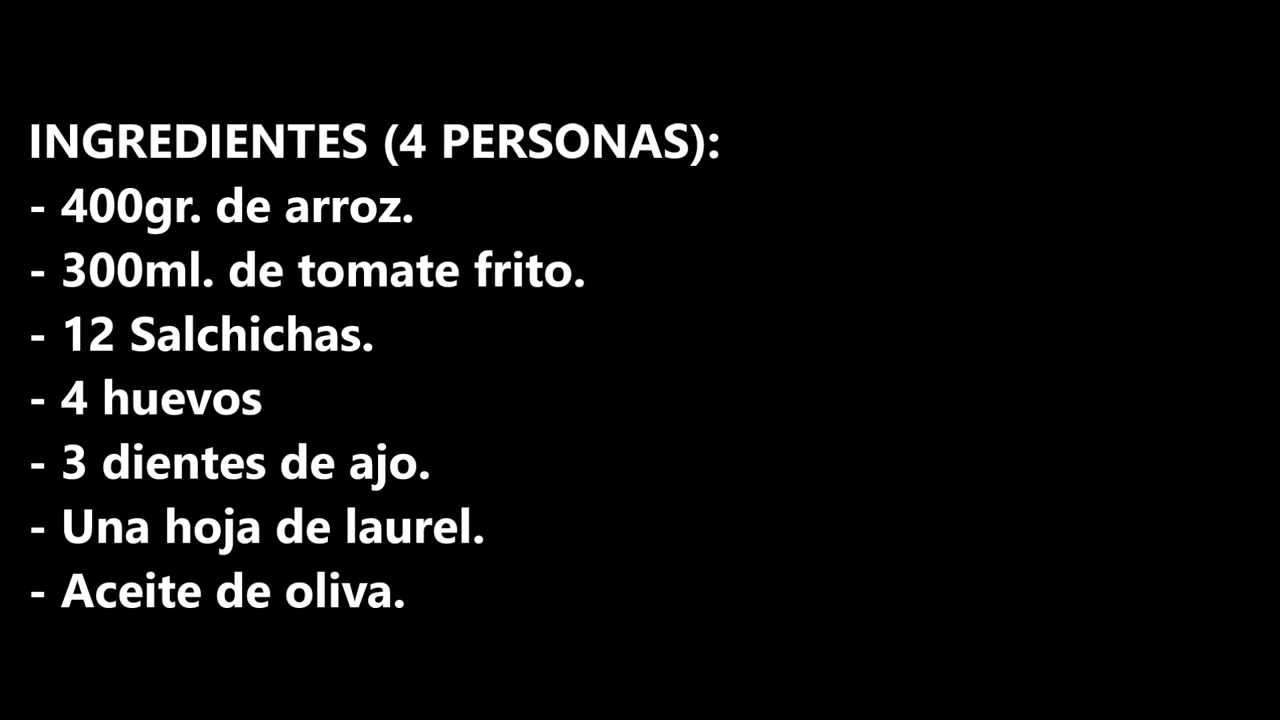 INGREDIENTES (4 PERSONAS):
- 400gr. de arroz.
- 300ml. de tomate frito.
- 12 Salchichas.
- 4 huevos
- 3 dientes de ajo.
- Una hoja de laurel.
- Aceite de oliva.